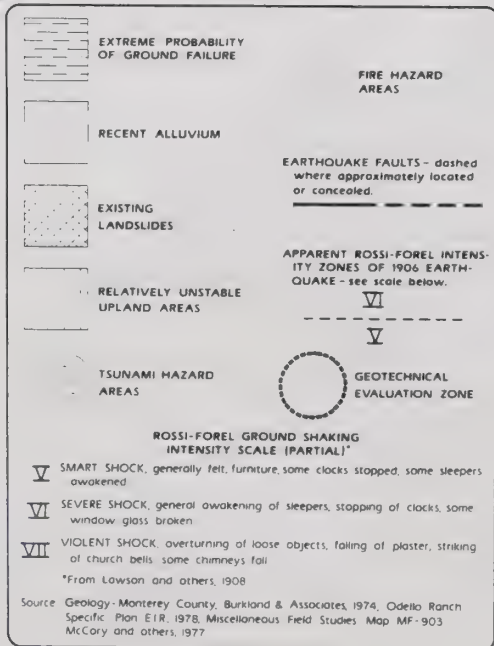 EXTREME PROBABILITY
OF GROUND FAILURE
FIRE HAZARD
AREAS
RECENT ALLUVIUM
EARTHQUAKE FAULTS - dashed
where approximately located
or concealed.
EXISTING
LANDSLIDES
APPARENT ROSSI-FOREL INTENS-
ITY ZONES OF 1906 EARTH-
QUAKE - see scale below.
VI
V
RELATIVELY UNSTABLE
UPLAND AREAS
TSUNAMI HAZARD
AREAS
GEOTECHNICAL
EVALUATION ZONE
ROSSI-FOREL GROUND SHAKING
INTENSITY SCALE (PARTIAL)*
V SMART SHOCK, generally felt, furniture, some clocks stopped, some sleepers
awakened
VI SEVERE SHOCK, general awakening of sleepers, stopping of clocks, some
window glass broken
VII VIOLENT SHOCK, overturning of loose objects, falling of plaster, striking
of church bells some chimneys fall
*From Lawson and others, 1908
Source Geology - Monterey County, Burkland & Associates, 1974, Odello Ranch
Specific Plan E.I.R. 1978, Miscellaneous Field Studies Map MF-903
McCory and others, 1977